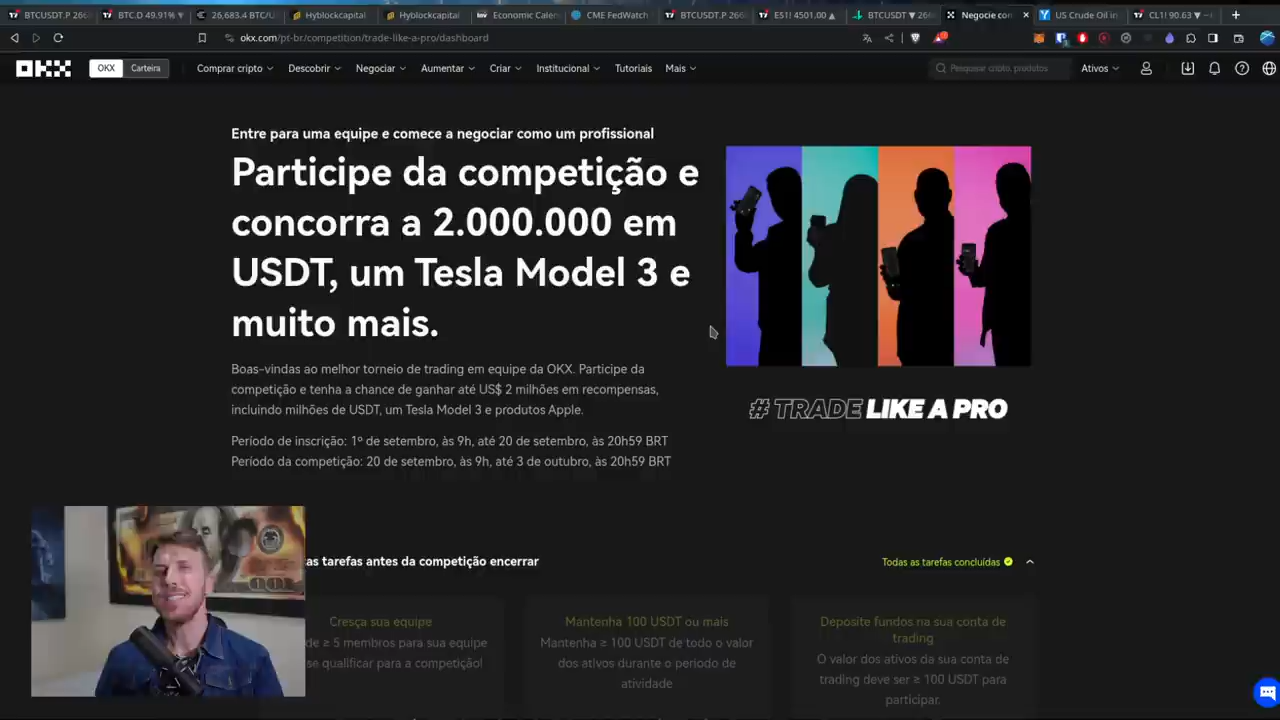 BTCUSDT.P 266
BTC.D 49.91% ▼
26,683.4 BTC/U
Hyblockcapital
Hyblockcapital
Economic Calen
CME FedWatch
BTCUSDT.P 266
ES1! 4501.00 ▲
BTCUSDT ▼ 266
Negocie con
US Crude Oil in
CL1! 90.63 ▼
okx.com/pt-br/competition/trade-like-a-pro/dashboard
OKX
OKX
Carteira
Comprar cripto
Descobrir
Negociar
Aumentar
Criar
Institucional
Tutoriais
Mais
Pesquisar cripto, produtos
Ativos
Entre para uma equipe e comece a negociar como um profissional
Participe da competição e
concorra a 2.000.000 em
USDT, um Tesla Model 3 e
muito mais.
Boas-vindas ao melhor torneio de trading em equipe da OKX. Participe da
competição e tenha a chance de ganhar até US$ 2 milhões em recompensas,
incluindo milhões de USDT, um Tesla Model 3 e produtos Apple.
Período de inscrição: 1º de setembro, às 9h, até 20 de setembro, às 20h59 BRT
Período da competição: 20 de setembro, às 9h, até 3 de outubro, às 20h59 BRT
# TRADE LIKE A PRO
as tarefas antes da competição encerrar
Todas as tarefas concluídas
Cresça sua equipe
de ≥ 5 membros para sua equipe
se qualificar para a competição!
Mantenha 100 USDT ou mais
Mantenha ≥ 100 USDT de todo o valor
dos ativos durante o período de
atividade
Deposite fundos na sua conta de
trading
O valor dos ativos da sua conta de
trading deve ser ≥ 100 USDT para
participar.